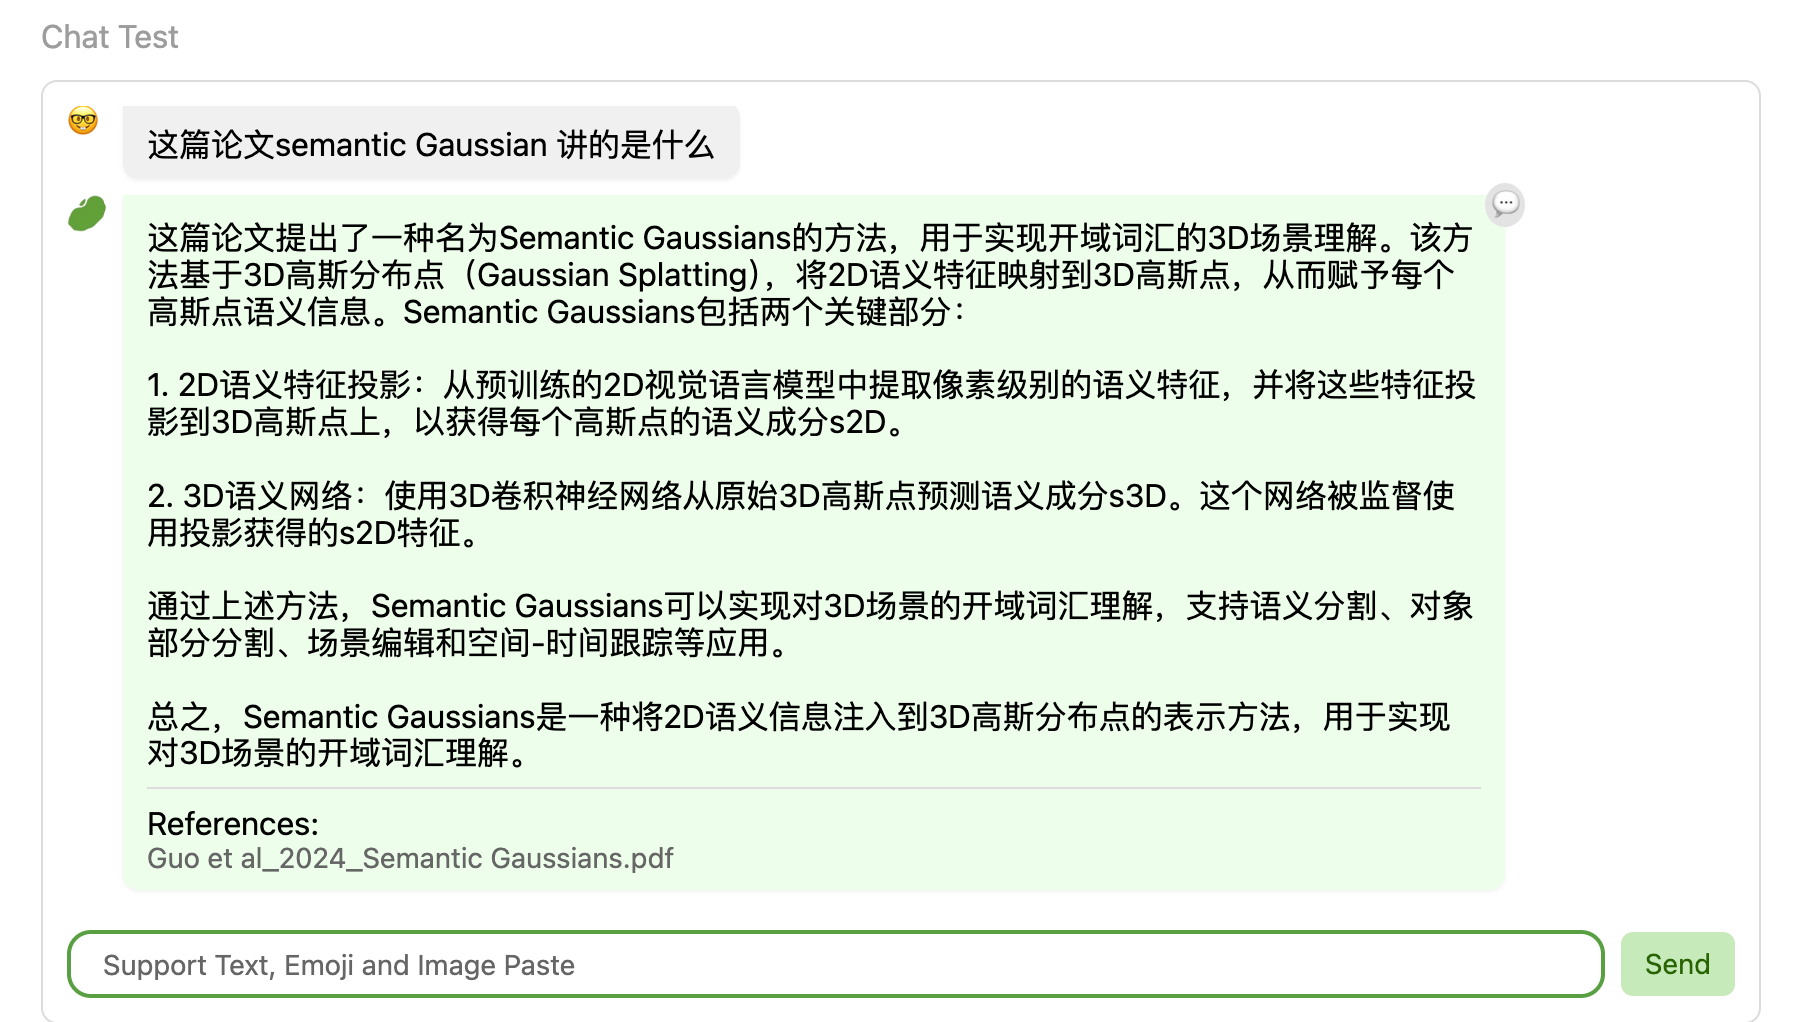 Chat Test
这篇论文semantic Gaussian 讲的是什么
这篇论文提出了一种名为Semantic Gaussians的方法，用于实现开域词汇的3D场景理解。该方
法基于3D高斯分布点（Gaussian Splatting），将2D语义特征映射到3D高斯点，从而赋予每个
高斯点语义信息。Semantic Gaussians包括两个关键部分：
1. 2D语义特征投影：从预训练的2D视觉语言模型中提取像素级别的语义特征，并将这些特征投
影到3D高斯点上，以获得每个高斯点的语义成分s2D。
2. 3D语义网络：使用3D卷积神经网络从原始3D高斯点预测语义成分s3D。这个网络被监督使
用投影获得的s2D特征。
通过上述方法，Semantic Gaussians可以实现对3D场景的开域词汇理解，支持语义分割、对象
部分分割、场景编辑和空间-时间跟踪等应用。
总之，Semantic Gaussians是一种将2D语义信息注入到3D高斯分布点的表示方法，用于实现
对3D场景的开域词汇理解。
References:
Guo et al_2024_Semantic Gaussians.pdf
Support Text, Emoji and Image Paste
Send